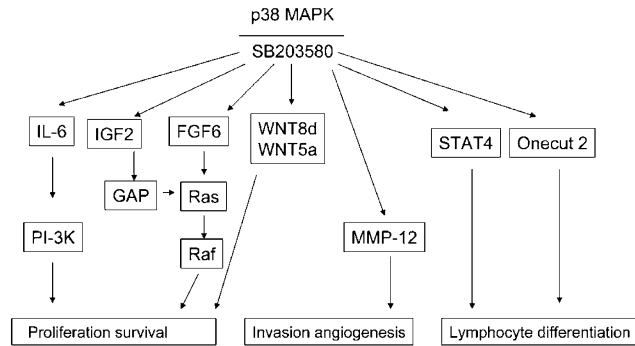 p38 MAPK
SB203580
IL-6
IGF2
FGF6
WNT8d
WNT5a
STAT4
Onecut 2
GAP
Ras
PI-3K
Raf
MMP-12
Proliferation survival
Invasion angiogenesis
Lymphocyte differentiation